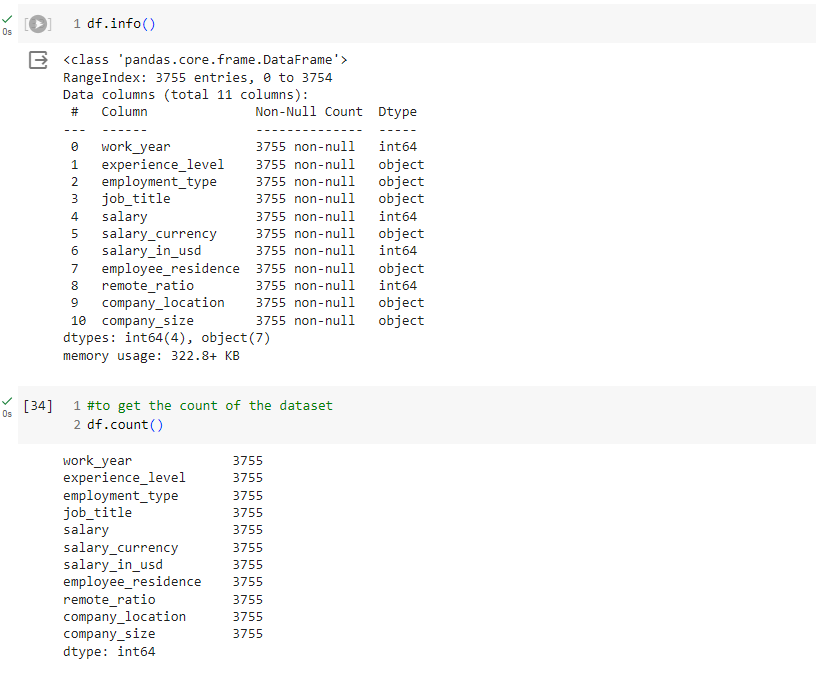 1 df.info()
0s
<class 'pandas.core.frame.DataFrame'>
RangeIndex: 3755 entries, 0 to 3754
Data columns (total 11 columns):
 #   Column              Non-Null Count  Dtype
---  ------              --------------  -----
 0   work_year           3755 non-null   int64
 1   experience_level    3755 non-null   object
 2   employment_type     3755 non-null   object
 3   job_title           3755 non-null   object
 4   salary              3755 non-null   int64
 5   salary_currency     3755 non-null   object
 6   salary_in_usd       3755 non-null   int64
 7   employee_residence  3755 non-null   object
 8   remote_ratio        3755 non-null   int64
 9   company_location    3755 non-null   object
 10  company_size        3755 non-null   object
dtypes: int64(4), object(7)
memory usage: 322.8+ KB
[34] 1 #to get the count of the dataset
0s
2 df.count()
work_year             3755
experience_level      3755
employment_type       3755
job_title             3755
salary                3755
salary_currency       3755
salary_in_usd         3755
employee_residence    3755
remote_ratio          3755
company_location      3755
company_size          3755
dtype: int64